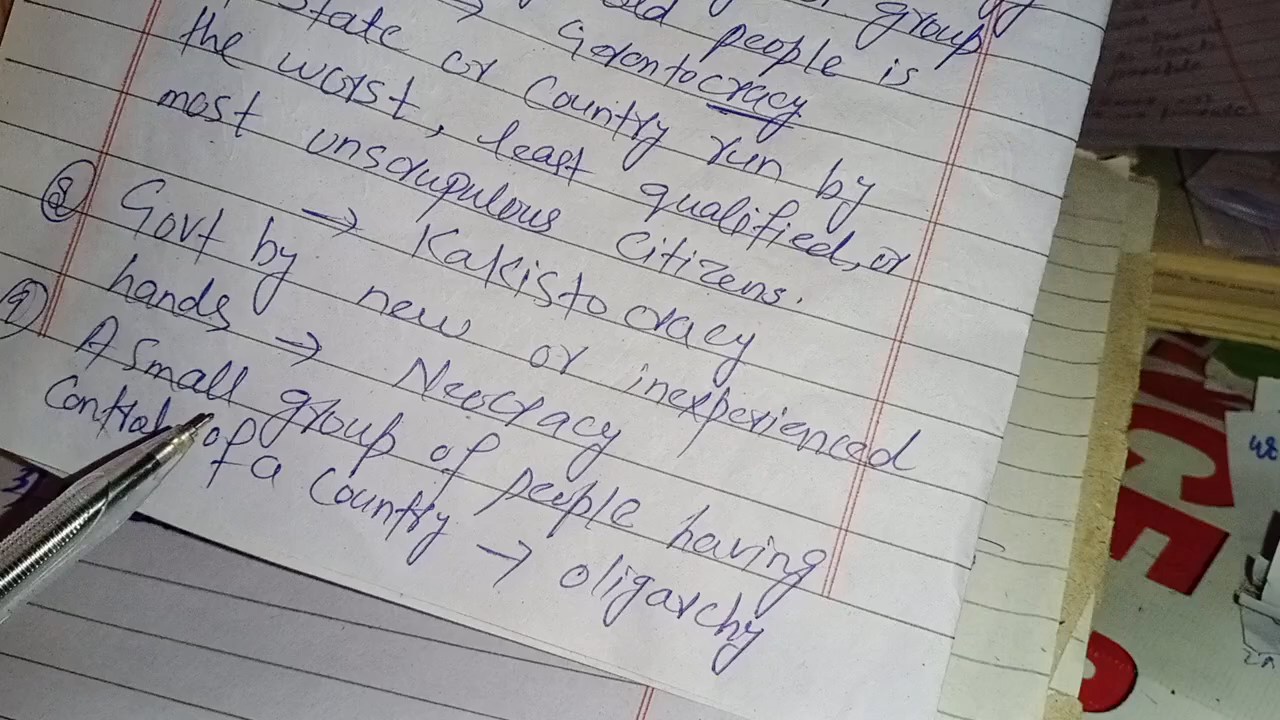 group
old people is
→ Gerontocracy
State or Country run by
the worst, least qualified, or
most unscrupulous citizens.
→ Kakistocracy
⑧ Govt by new or inexperienced
hands → Neocracy
⑨ A small group of people having
Control of a Country → oligarchy
48